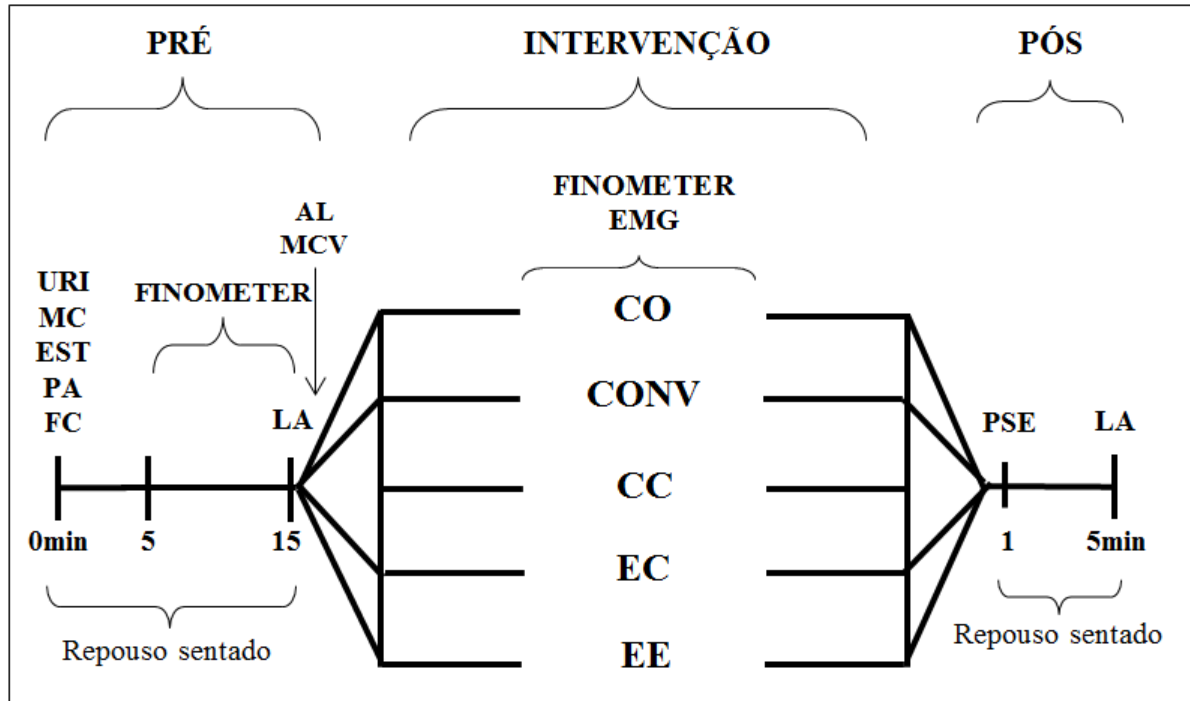 PRÉ
INTERVENÇÃO
PÓS
FINOMETER
EMG
AL
MCV
URI
MC
EST
PA
FC
FINOMETER
LA
CO
CONV
CC
EC
EE
PSE
LA
0min
5
15
1
5min
Repouso sentado
Repouso sentado